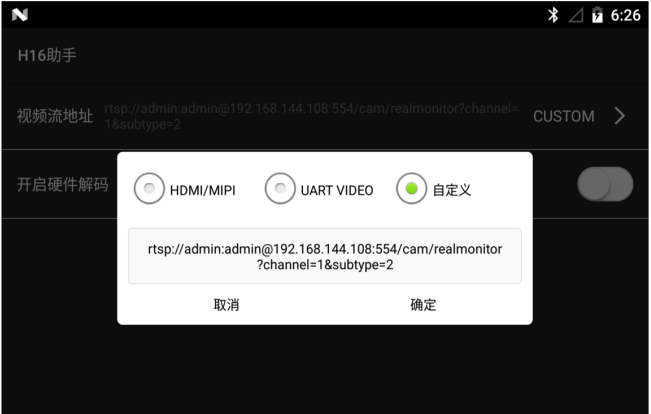 6:26
H16助手
视频流地址
rtsp://admin:admin@192.168.144.108:554/cam/realmonitor?channel=
1&subtype=2
CUSTOM
开启硬件解码
HDMI/MIPI
UART VIDEO
自定义
rtsp://admin:admin@192.168.144.108:554/cam/realmonitor
?channel=1&subtype=2
取消
确定